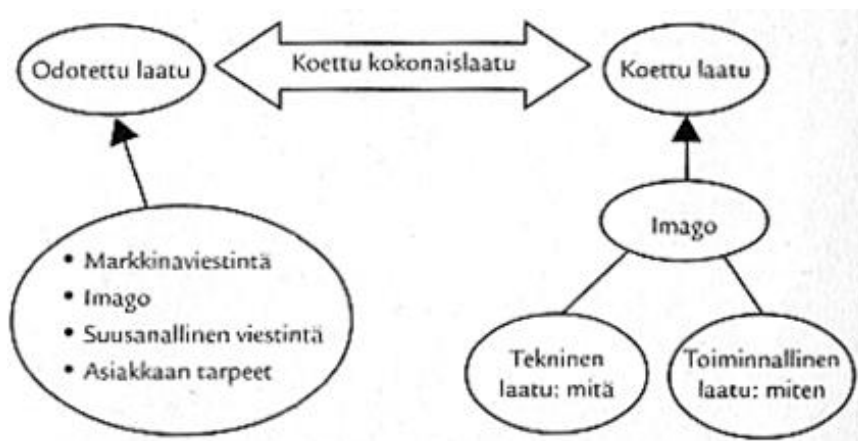 Odotettu laatu
Koettu kokonaislaatu
Koettu laatu
Imago
• Markkinaviestintä
• Imago
• Suusanallinen viestintä
• Asiakkaan tarpeet
Tekninen
laatu: mitä
Toiminnallinen
laatu: miten